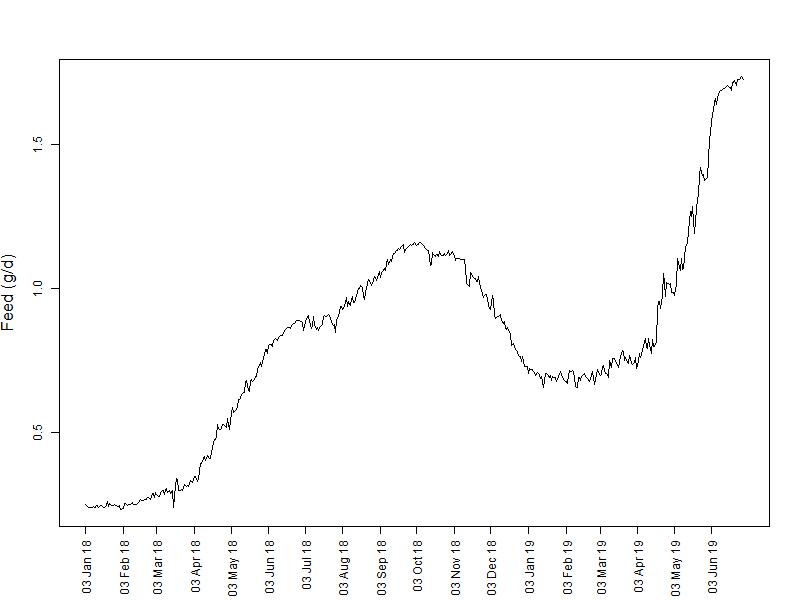 Feed (g/d)
1.5
1.0
0.5
03 Jan 18
03 Feb 18
03 Mar 18
03 Apr 18
03 May 18
03 Jun 18
03 Jul 18
03 Aug 18
03 Sep 18
03 Oct 18
03 Nov 18
03 Dec 18
03 Jan 19
03 Feb 19
03 Mar 19
03 Apr 19
03 May 19
03 Jun 19